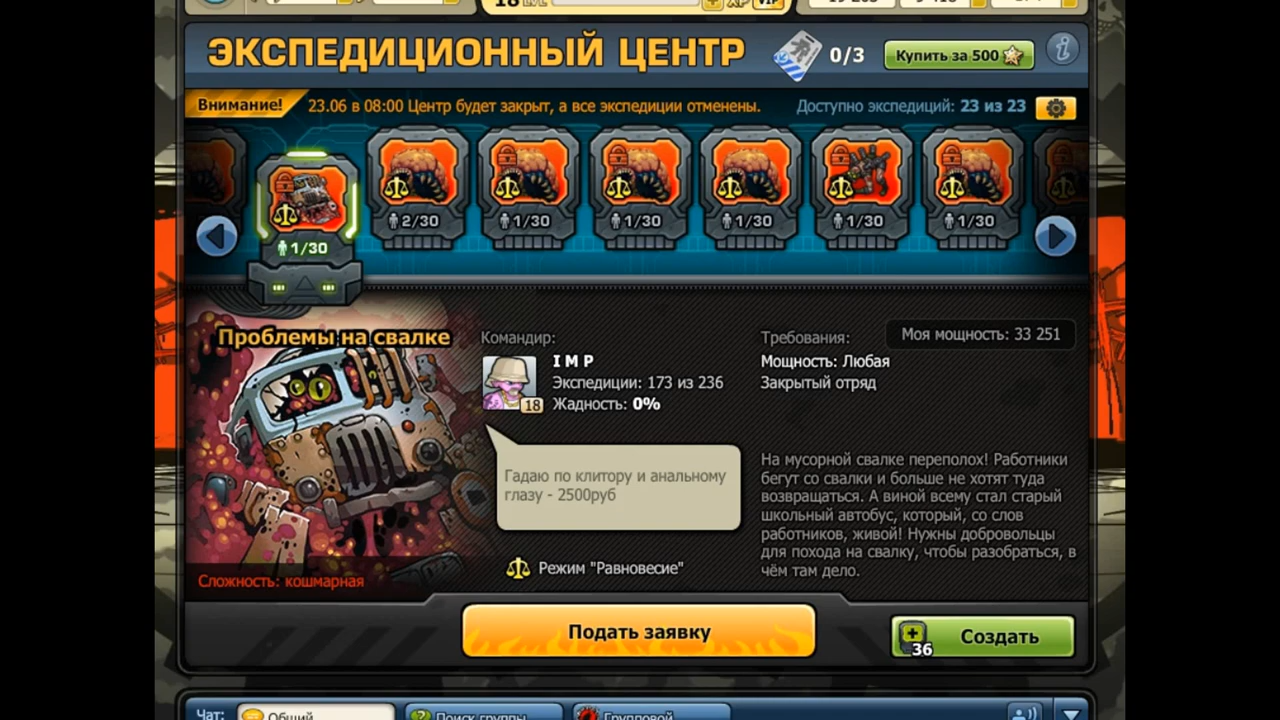 18 LVL
XP VIP
ЭКСПЕДИЦИОННЫЙ ЦЕНТР
0/3
Купить за 500
Внимание!
23.06 в 08:00 Центр будет закрыт, а все экспедиции отменены.
Доступно экспедиций: 23 из 23
1/30
2/30
1/30
1/30
1/30
1/30
1/30
Проблемы на свалке
Сложность: кошмарная
Командир:
I M P
Экспедиции: 173 из 236
Жадность: 0%
18
Гадаю по клитору и анальному
глазу - 2500руб
Режим "Равновесие"
Требования:
Моя мощность: 33 251
Мощность: Любая
Закрытый отряд
На мусорной свалке переполох! Работники
бегут со свалки и больше не хотят туда
возвращаться. А виной всему стал старый
школьный автобус, который, со слов
работников, живой! Нужны добровольцы
для похода на свалку, чтобы разобраться, в
чём там дело.
Подать заявку
36
Создать
Чат:
Общий
Поиск группы
Групповой